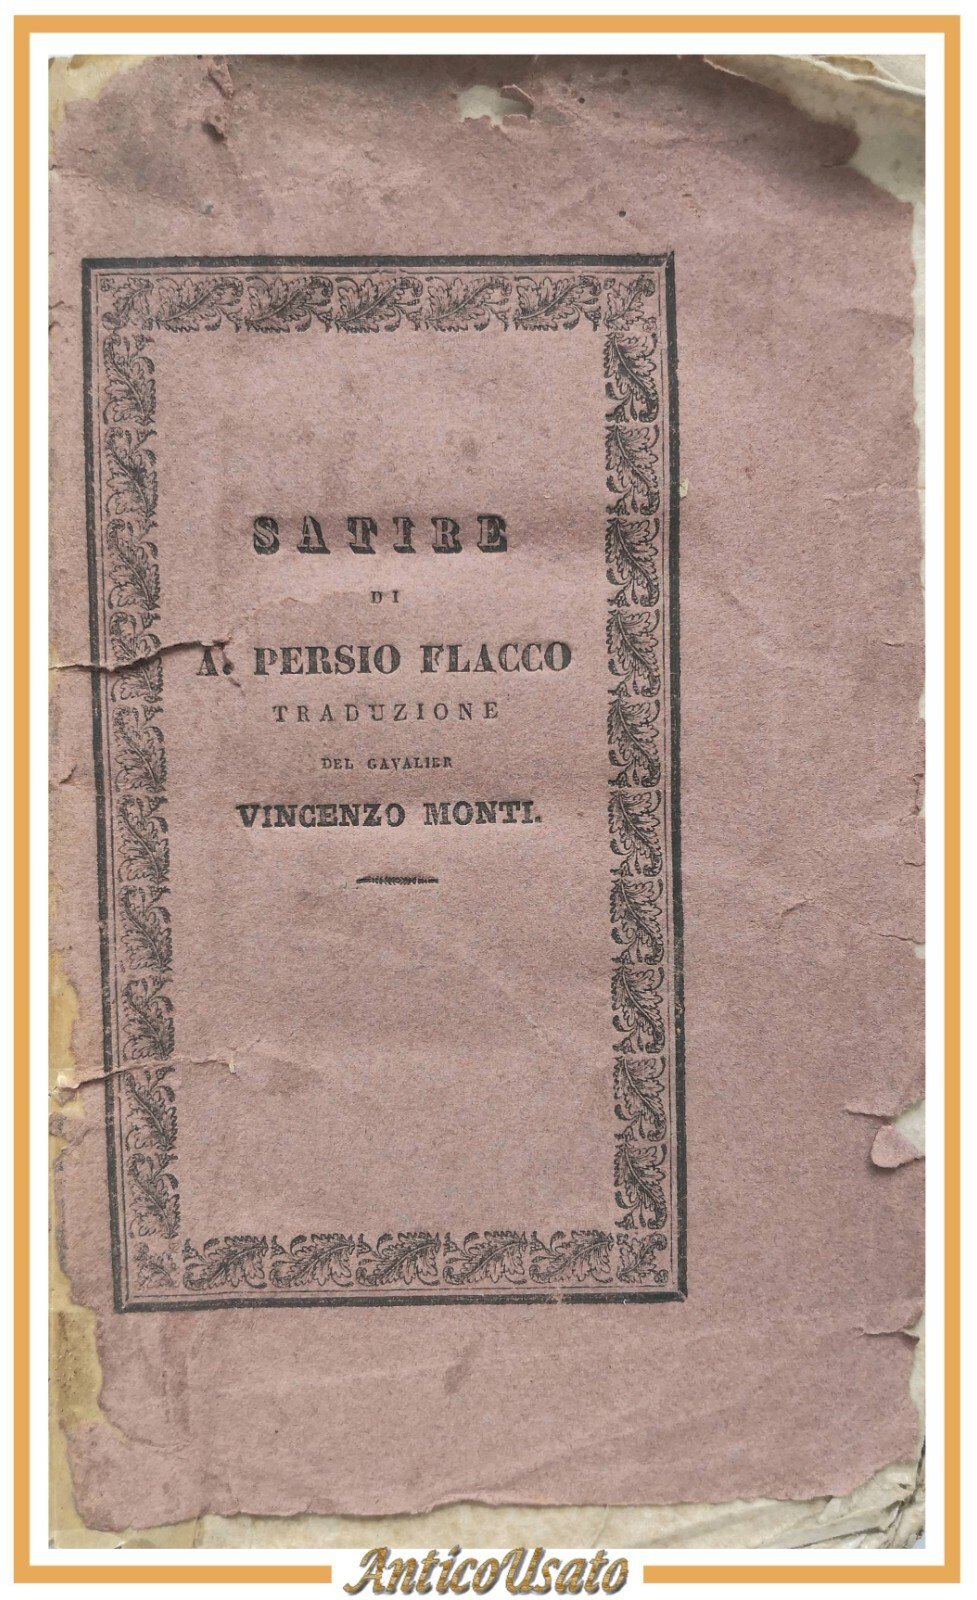 SATIRE
DI
A. PERSIO FLACCO
TRADUZIONE
DEL CAVALIER
VINCENZO MONTI.
AnticoUsato